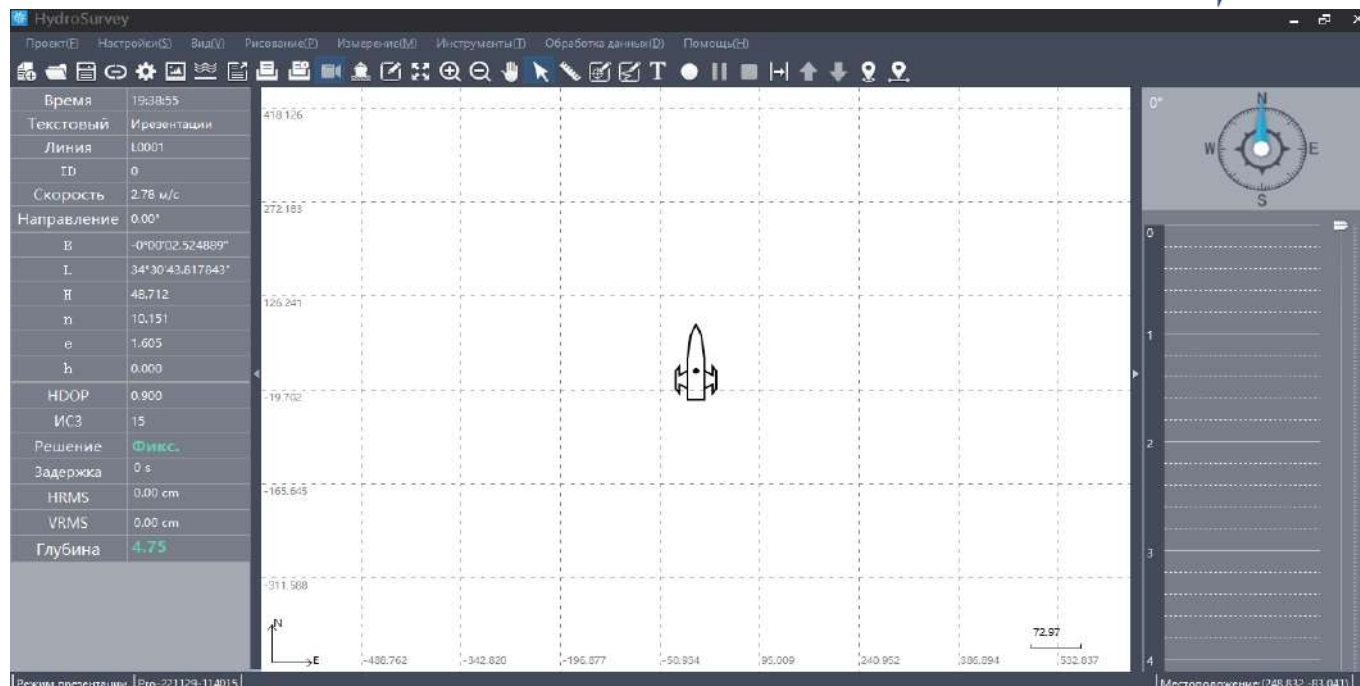 HydroSurvey
Проект(F) Настройки(S) Вид(V) Рисование(P) Измерение(M) Инструменты(T) Обработка данных(D) Помощь(H)
T
Время 19:38:55
Текстовый Ирезентации
Линия L0001
ID 0
Скорость 2.78 м/с
Направление 0.00°
B -0°00'02.524889"
L 34°30'43.817843"
H 48.712
n 10.151
e 1.605
h 0.000
HDOP 0.900
ИСЗ 15
Решение Фикс.
Задержка 0 s
HRMS 0.00 cm
VRMS 0.00 cm
Глубина 4.75
418.126
272.183
126.241
-19.702
-165.645
-311.588
N
E
-488.762 -342.820 -196.877 -50.934 95.009 240.952 386.894 532.837
72.97
0°
N
W E
S
0
1
2
3
4
Режим презентации Pro-221129-114015 Местоположение:(248.832,-83.041)